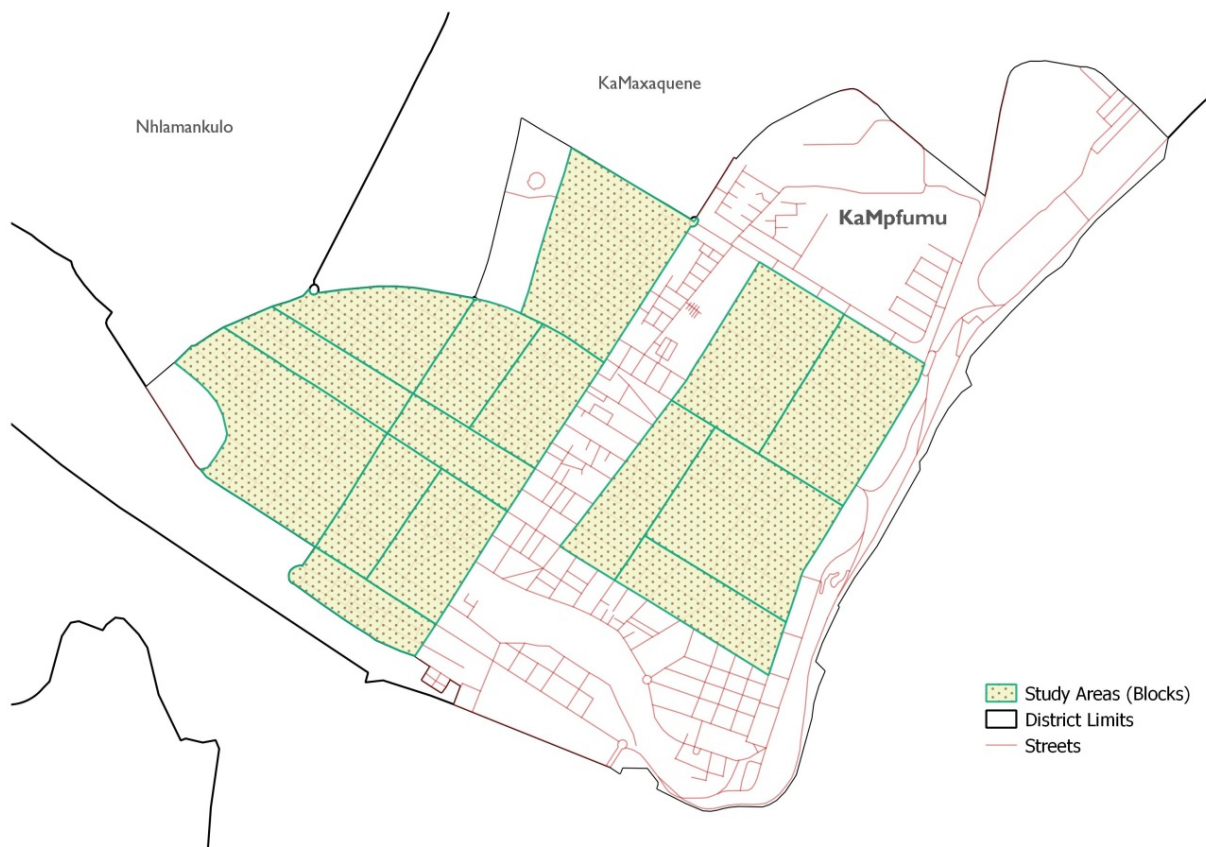 KaMaxaquene
Nhlamankulo
KaMpfumu
Study Areas (Blocks)
District Limits
Streets